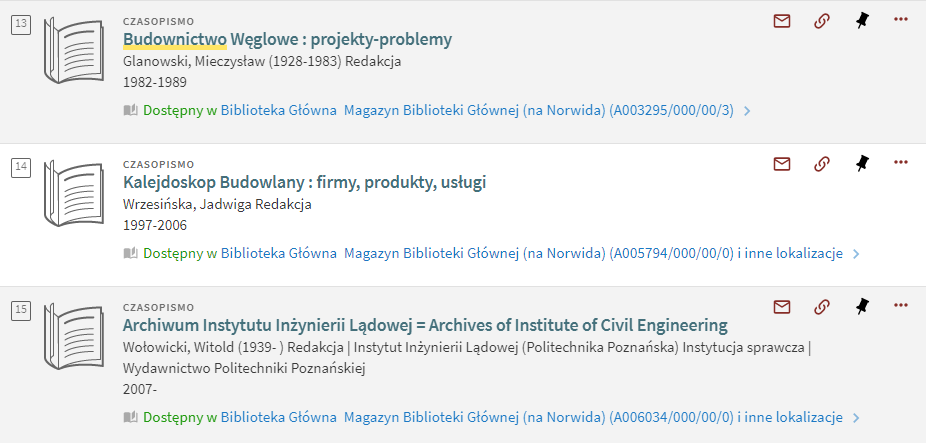 13
CZASOPISMO
Budownictwo Węglowe : projekty-problemy
Glanowski, Mieczysław (1928-1983) Redakcja
1982-1989
Dostępny w Biblioteka Główna Magazyn Biblioteki Głównej (na Norwida) (A003295/000/00/3)
14
CZASOPISMO
Kalejdoskop Budowlany : firmy, produkty, usługi
Wrzesińska, Jadwiga Redakcja
1997-2006
Dostępny w Biblioteka Główna Magazyn Biblioteki Głównej (na Norwida) (A005794/000/00/0) i inne lokalizacje
15
CZASOPISMO
Archiwum Instytutu Inżynierii Lądowej = Archives of Institute of Civil Engineering
Wołowicki, Witold (1939- ) Redakcja | Instytut Inżynierii Lądowej (Politechnika Poznańska) Instytucja sprawcza |
Wydawnictwo Politechniki Poznańskiej
2007-
Dostępny w Biblioteka Główna Magazyn Biblioteki Głównej (na Norwida) (A006034/000/00/0) i inne lokalizacje